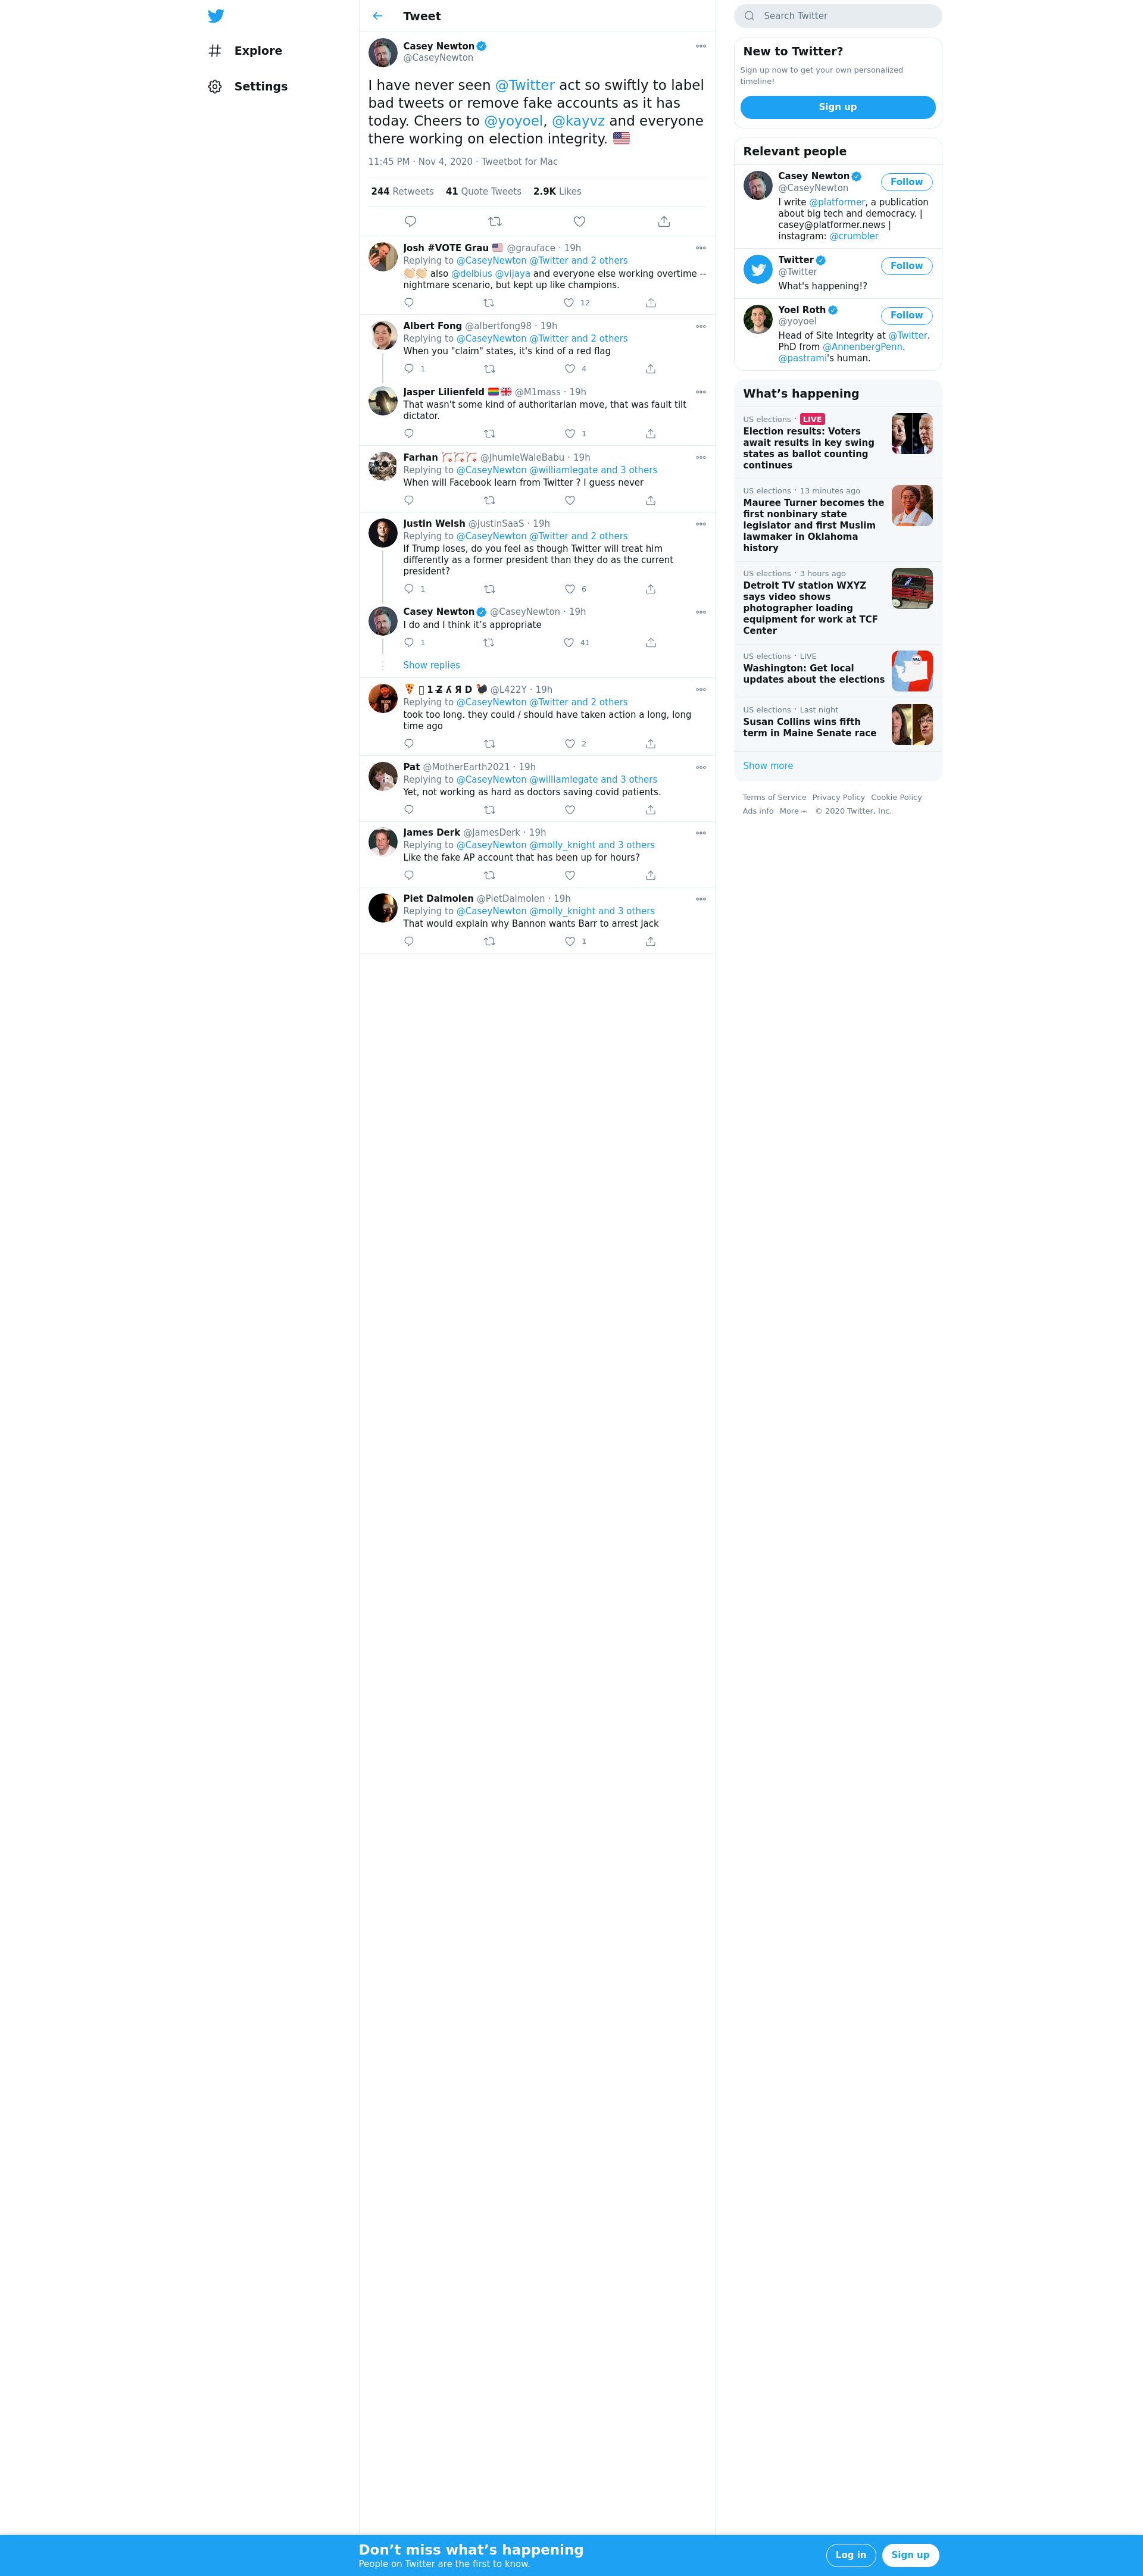 Explore
Settings
Tweet
Casey Newton
@CaseyNewton
I have never seen @Twitter act so swiftly to label
bad tweets or remove fake accounts as it has
today. Cheers to @yoyoel, @kayvz and everyone
there working on election integrity. 🇺🇸
11:45 PM · Nov 4, 2020 · Tweetbot for Mac
244 Retweets 41 Quote Tweets 2.9K Likes
Josh #VOTE Grau 🇺🇸 @grauface · 19h
Replying to @CaseyNewton @Twitter and 2 others
👏🏼👏🏼 also @delbius @vijaya and everyone else working overtime --
nightmare scenario, but kept up like champions.
12
Albert Fong @albertfong98 · 19h
Replying to @CaseyNewton @Twitter and 2 others
When you "claim" states, it's kind of a red flag
1 4
Jasper Lilienfeld 🏳️‍🌈🇬🇧 @M1mass · 19h
That wasn't some kind of authoritarian move, that was fault tilt
dictator.
1
Farhan @JhumleWaleBabu · 19h
Replying to @CaseyNewton @williamlegate and 3 others
When will Facebook learn from Twitter ? I guess never
Justin Welsh @JustinSaaS · 19h
Replying to @CaseyNewton @Twitter and 2 others
If Trump loses, do you feel as though Twitter will treat him
differently as a former president than they do as the current
president?
1 6
Casey Newton @CaseyNewton · 19h
I do and I think it’s appropriate
1 41
Show replies
🍕 1 Ƶ ʎ Я D 🦃 @L422Y · 19h
Replying to @CaseyNewton @Twitter and 2 others
took too long. they could / should have taken action a long, long
time ago
2
Pat @MotherEarth2021 · 19h
Replying to @CaseyNewton @williamlegate and 3 others
Yet, not working as hard as doctors saving covid patients.
James Derk @JamesDerk · 19h
Replying to @CaseyNewton @molly_knight and 3 others
Like the fake AP account that has been up for hours?
Piet Dalmolen @PietDalmolen · 19h
Replying to @CaseyNewton @molly_knight and 3 others
That would explain why Bannon wants Barr to arrest Jack
1
Search Twitter
New to Twitter?
Sign up now to get your own personalized
timeline!
Sign up
Relevant people
Casey Newton
@CaseyNewton
Follow
I write @platformer, a publication
about big tech and democracy. |
casey@platformer.news |
instagram: @crumbler
Twitter
@Twitter
Follow
What's happening!?
Yoel Roth
@yoyoel
Follow
Head of Site Integrity at @Twitter.
PhD from @AnnenbergPenn.
@pastrami's human.
What’s happening
US elections · LIVE
Election results: Voters
await results in key swing
states as ballot counting
continues
US elections · 13 minutes ago
Mauree Turner becomes the
first nonbinary state
legislator and first Muslim
lawmaker in Oklahoma
history
US elections · 3 hours ago
Detroit TV station WXYZ
says video shows
photographer loading
equipment for work at TCF
Center
US elections · LIVE
Washington: Get local
updates about the elections
WA
US elections · Last night
Susan Collins wins fifth
term in Maine Senate race
Show more
Terms of Service Privacy Policy Cookie Policy
Ads info More © 2020 Twitter, Inc.
Don’t miss what’s happening
People on Twitter are the first to know.
Log in
Sign up